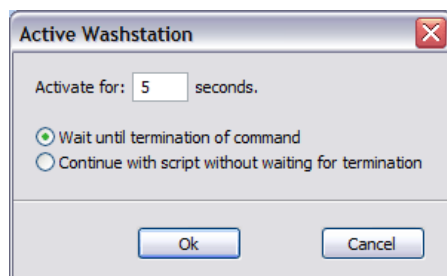 Active Washstation
Activate for: 5 seconds.
Wait until termination of command
Continue with script without waiting for termination
Ok Cancel